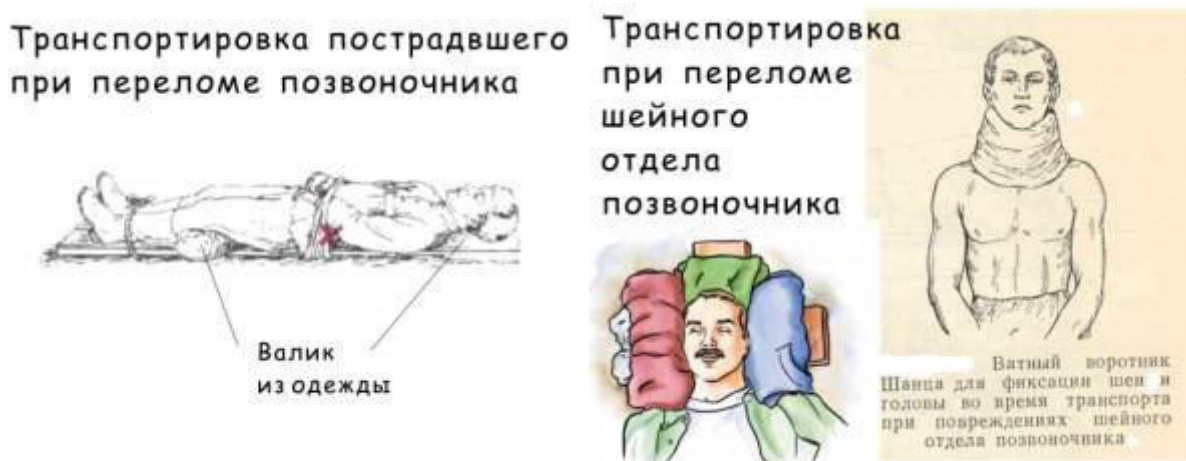 Транспортировка пострадвшего
при переломе позвоночника
Валик
из одежды
Транспортировка
при переломе
шейного
отдела
позвоночника
Ватный воротник
Шанца для фиксации шеи и
головы во время транспорта
при повреждениях шейного
отдела позвоночника